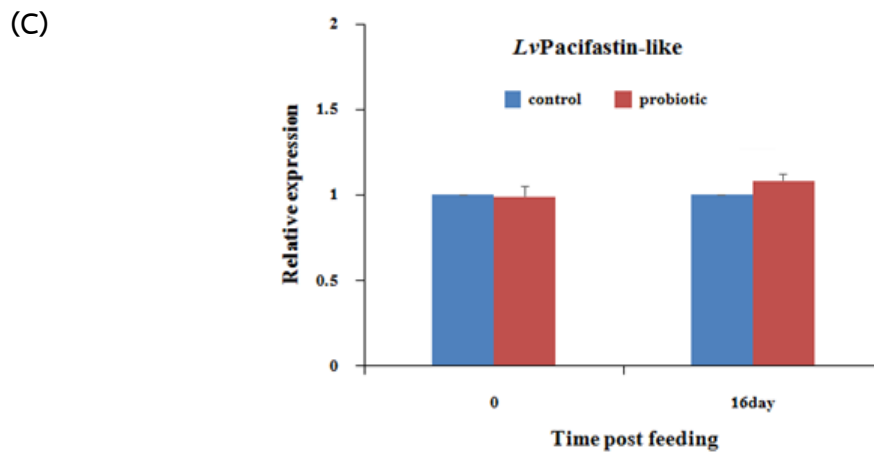 (C)
LvPacifastin-like
control probiotic
2
1.5
1
0.5
0
Relative expression
0 16day
Time post feeding